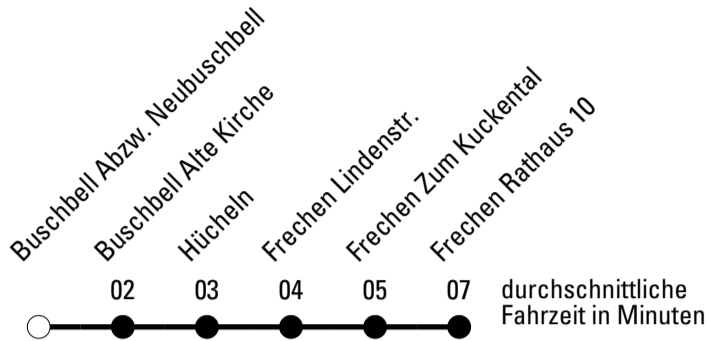 Buschbell Abzw. Neubuschbell
Buschbell Alte Kirche
Hücheln
Frechen Lindenstr.
Frechen Zum Kuckental
Frechen Rathaus 10
02 03 04 05 07
durchschnittliche
Fahrzeit in Minuten